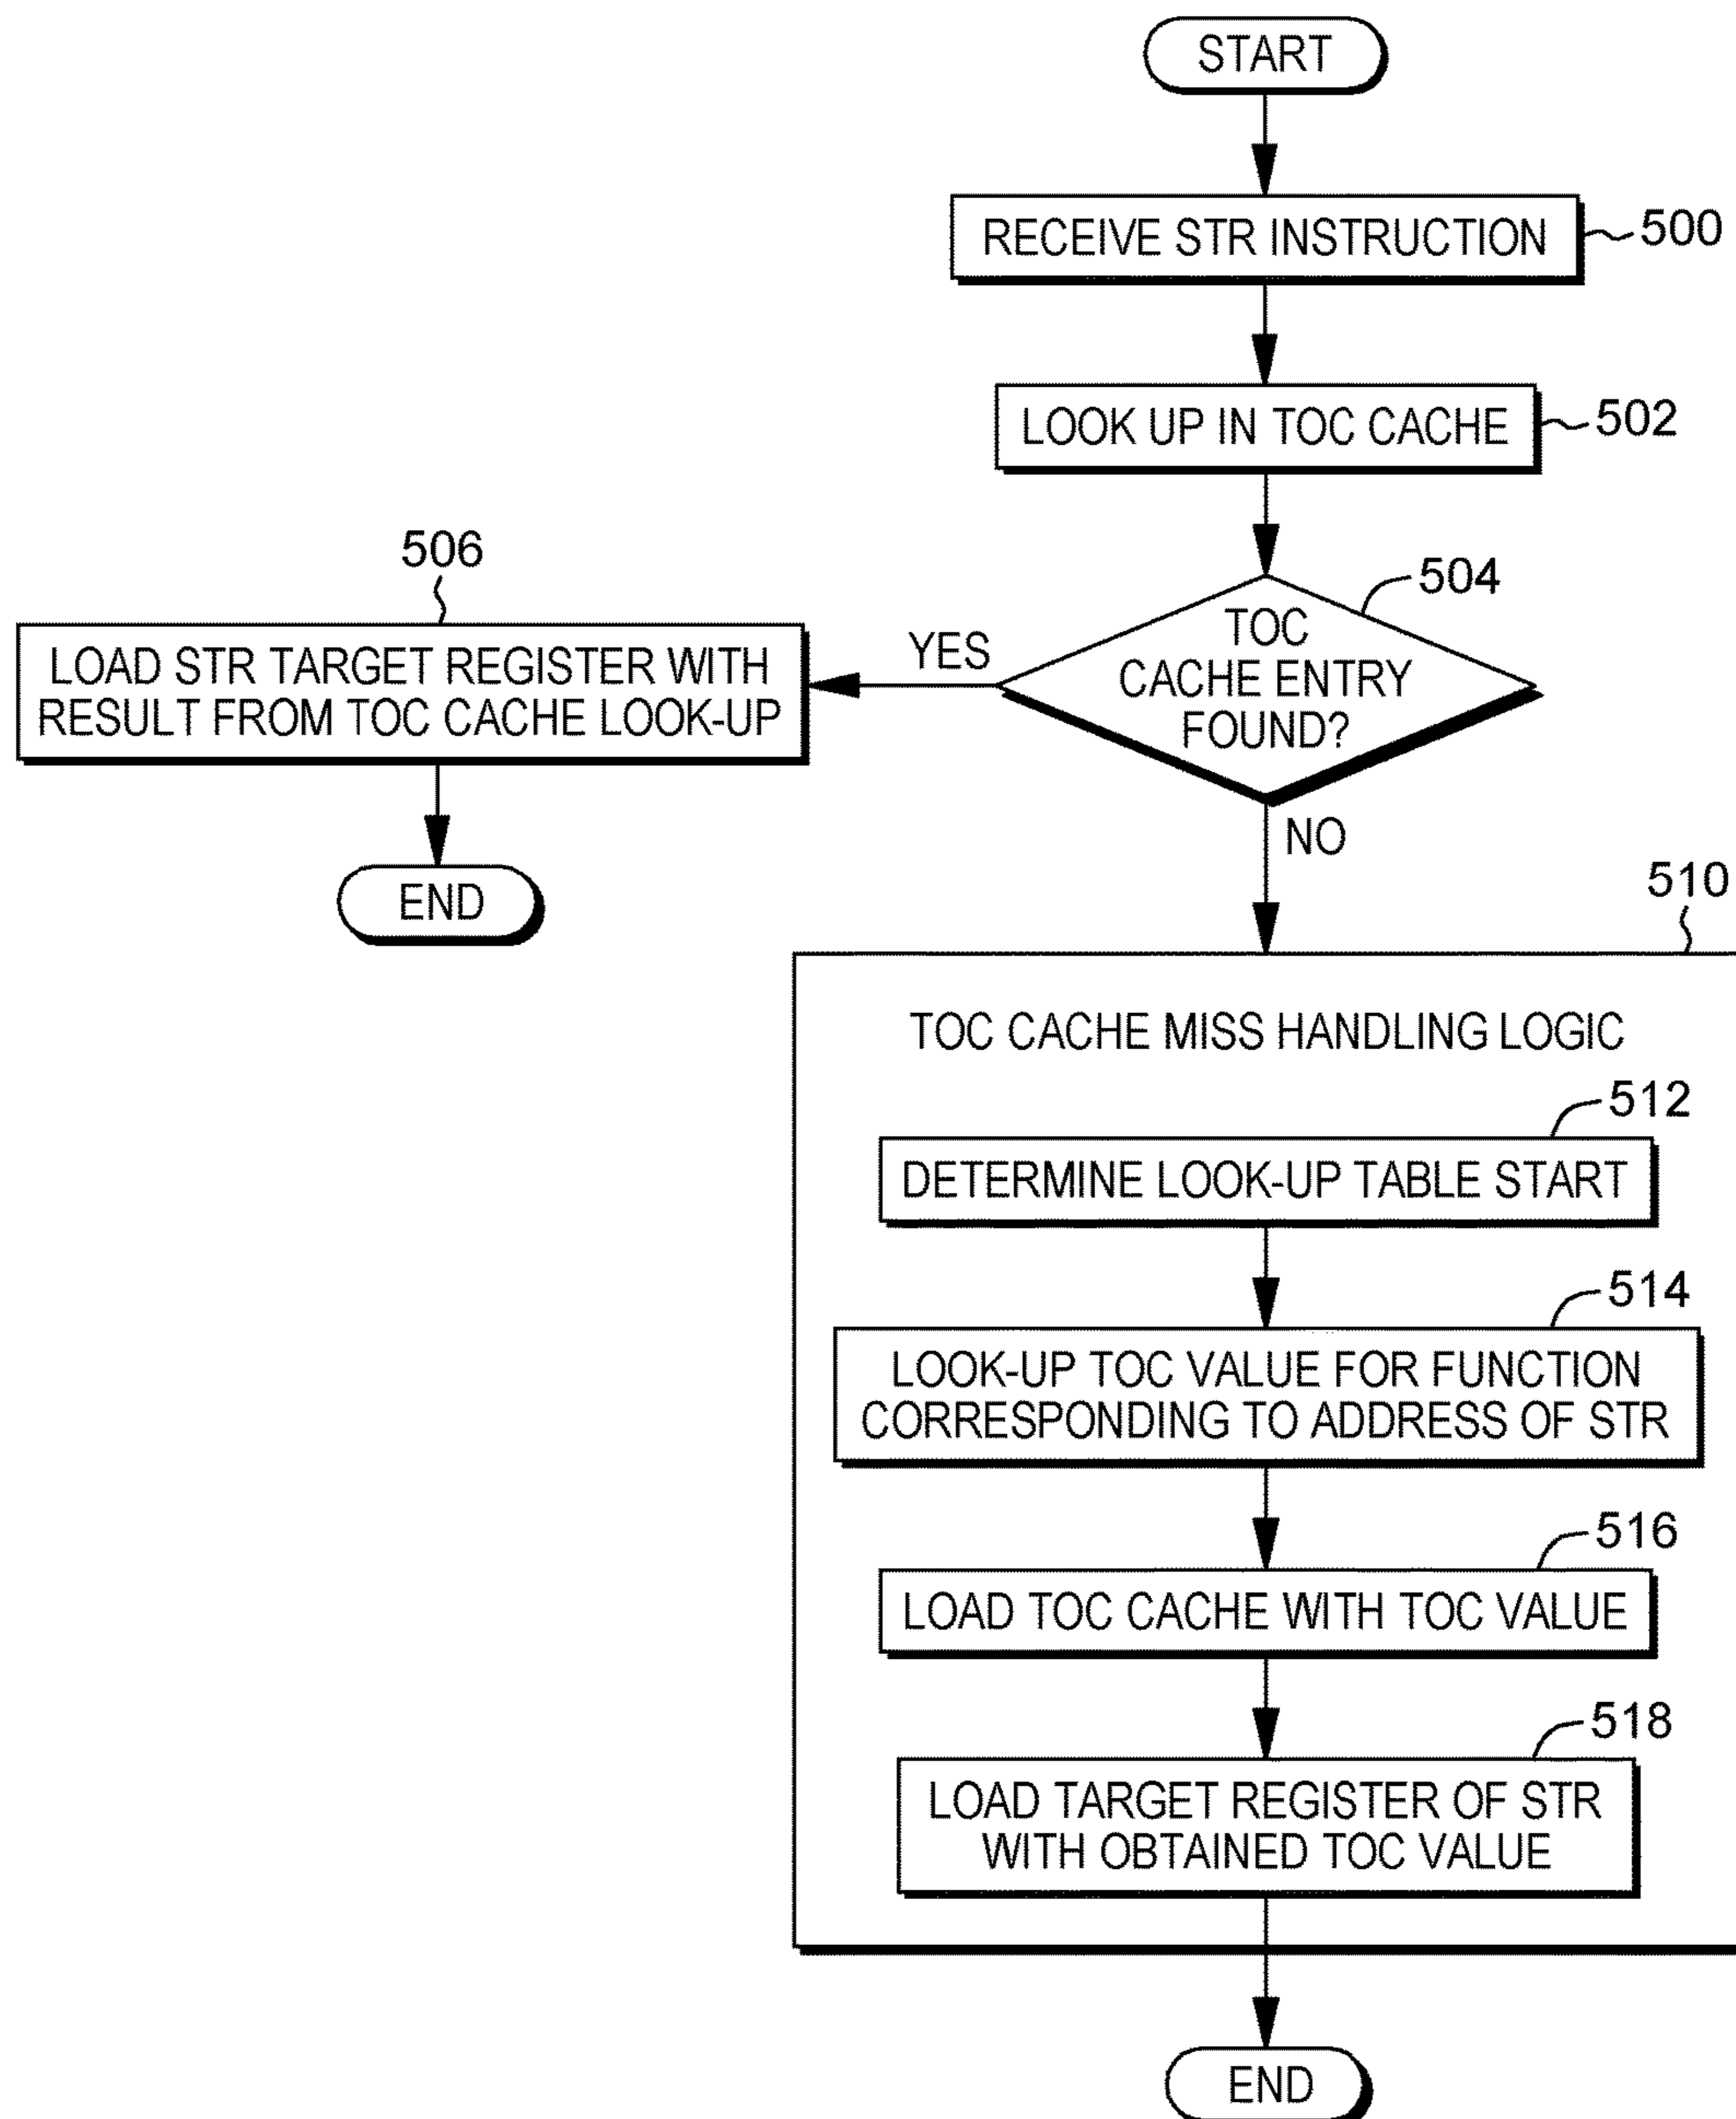 START
RECEIVE STR INSTRUCTION
500
LOOK UP IN TOC CACHE
502
506
504
LOAD STR TARGET REGISTER WITH
RESULT FROM TOC CACHE LOOK-UP
YES
TOC
CACHE ENTRY
FOUND?
NO
END
510
TOC CACHE MISS HANDLING LOGIC
512
DETERMINE LOOK-UP TABLE START
514
LOOK-UP TOC VALUE FOR FUNCTION
CORRESPONDING TO ADDRESS OF STR
516
LOAD TOC CACHE WITH TOC VALUE
518
LOAD TARGET REGISTER OF STR
WITH OBTAINED TOC VALUE
END